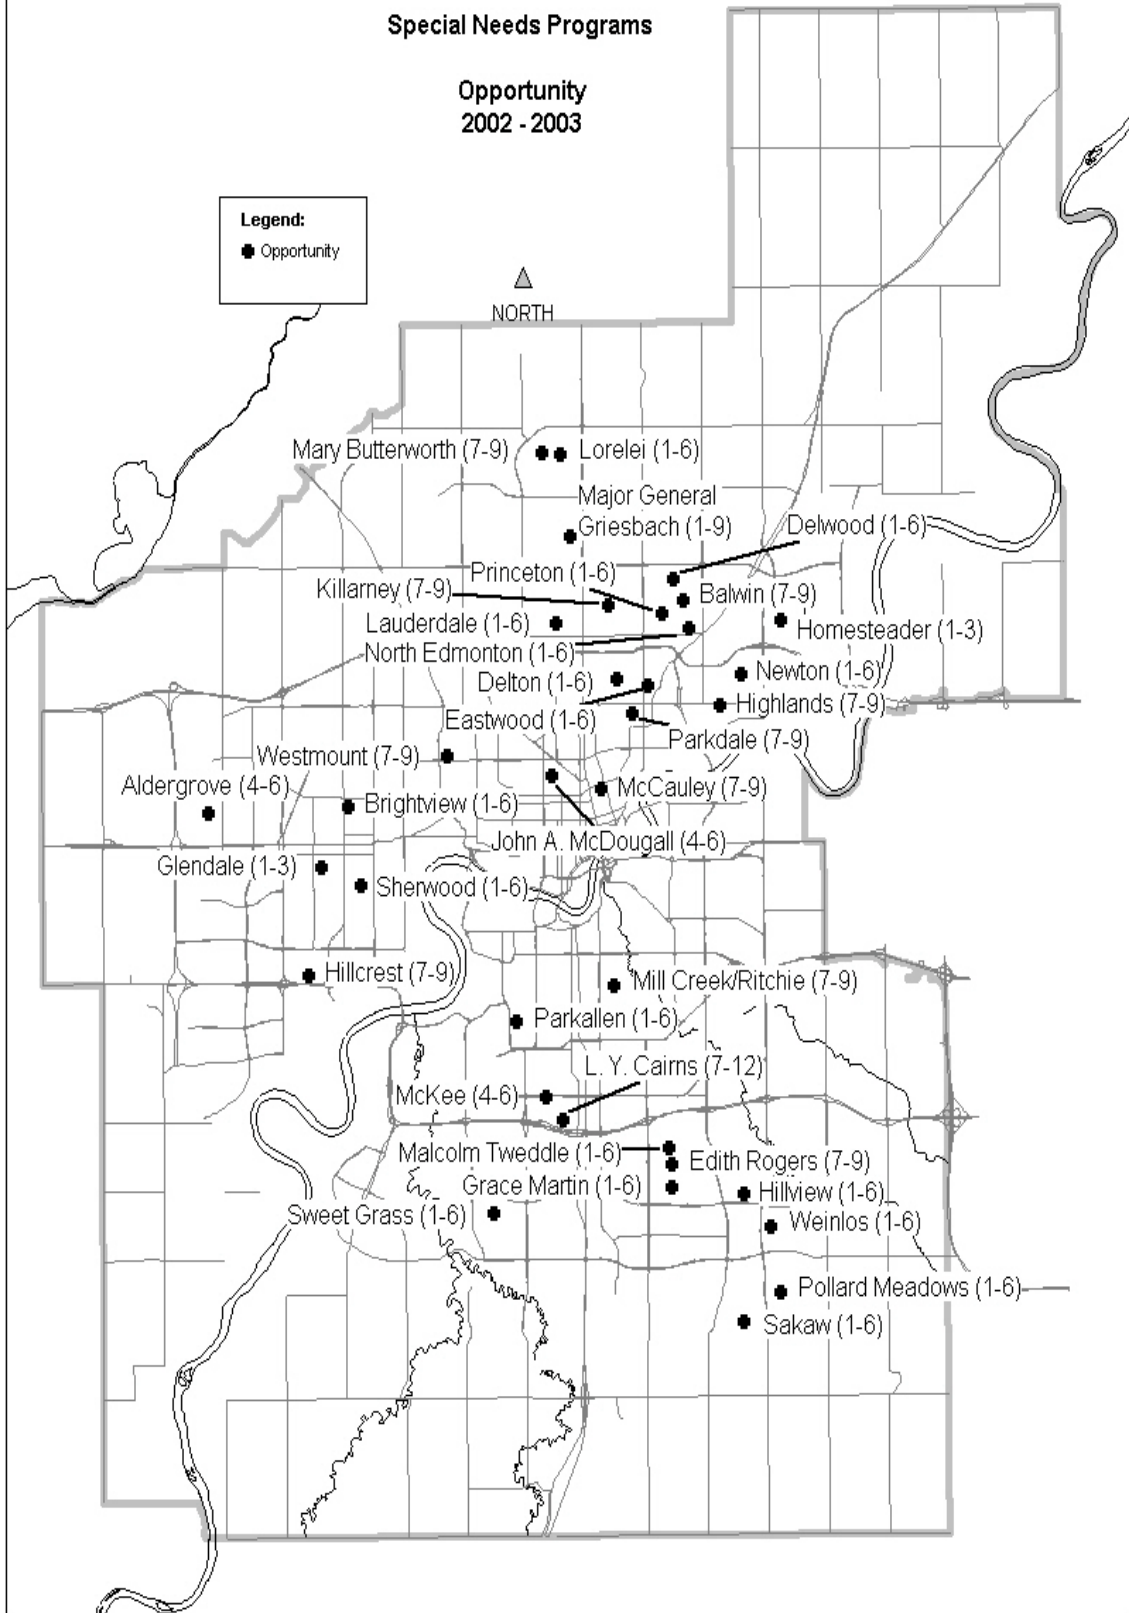 Special Needs Programs
Opportunity
2002 - 2003
Legend:
Opportunity
NORTH
Mary Butterworth (7-9)
Lorelei (1-6)
Major General
Griesbach (1-9)
Delwood (1-6)
Princeton (1-6)
Killarney (7-9)
Balwin (7-9)
Lauderdale (1-6)
Homesteader (1-3)
North Edmonton (1-6)
Newton (1-6)
Delton (1-6)
Highlands (7-9)
Eastwood (1-6)
Parkdale (7-9)
Westmount (7-9)
Aldergrove (4-6)
McCauley (7-9)
Brightview (1-6)
John A. McDougall (4-6)
Glendale (1-3)
Sherwood (1-6)
Hillcrest (7-9)
Mill Creek/Ritchie (7-9)
Parkallen (1-6)
L. Y. Cairns (7-12)
McKee (4-6)
Malcolm Tweddle (1-6)
Edith Rogers (7-9)
Grace Martin (1-6)
Hillview (1-6)
Sweet Grass (1-6)
Weinlos (1-6)
Pollard Meadows (1-6)
Sakaw (1-6)